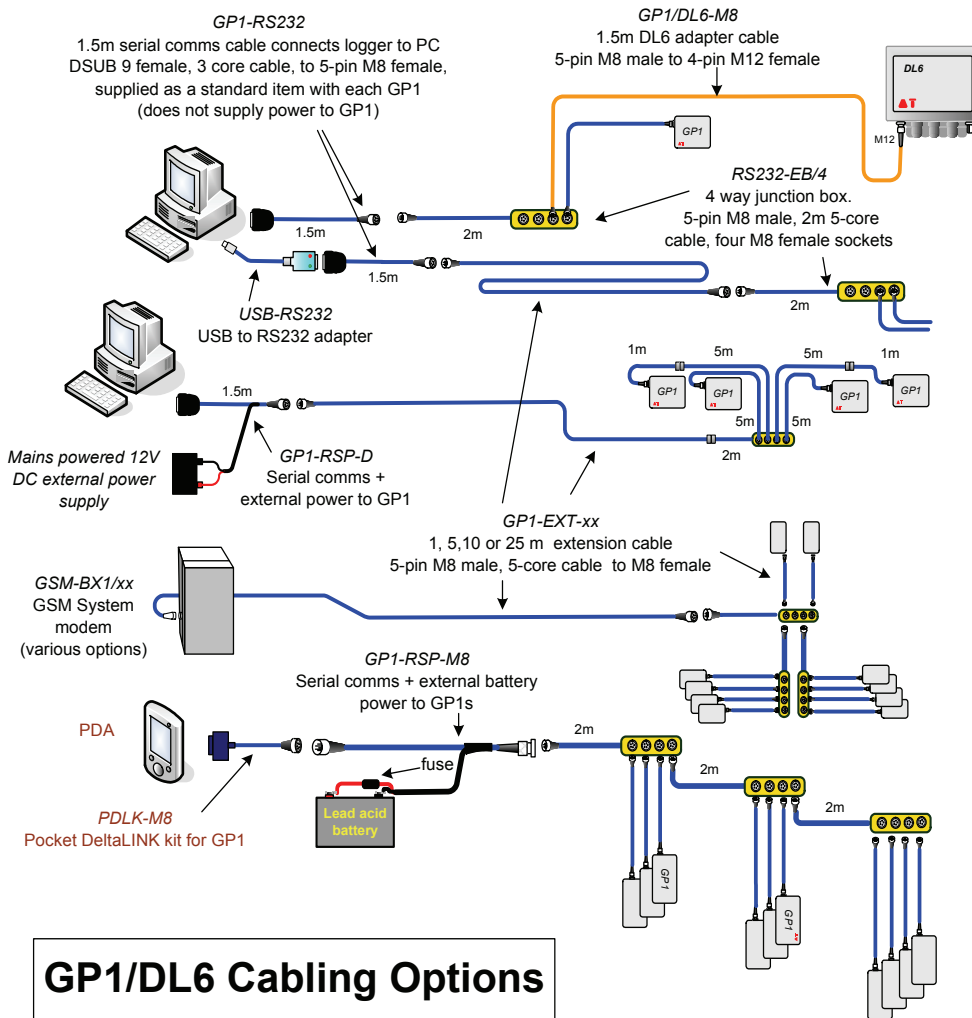 GP1-RS232
1.5m serial comms cable connects logger to PC
DSUB 9 female, 3 core cable, to 5-pin M8 female,
supplied as a standard item with each GP1
(does not supply power to GP1)
GP1/DL6-M8
1.5m DL6 adapter cable
5-pin M8 male to 4-pin M12 female
DL6
M12
GP1
RS232-EB/4
4 way junction box.
5-pin M8 male, 2m 5-core
cable, four M8 female sockets
1.5m
2m
1.5m
2m
USB-RS232
USB to RS232 adapter
1m
5m
5m
1m
GP1
GP1
GP1
GP1
5m
5m
2m
1.5m
Mains powered 12V
DC external power
supply
GP1-RSP-D
Serial comms +
external power to GP1
GP1-EXT-xx
1, 5,10 or 25 m extension cable
5-pin M8 male, 5-core cable to M8 female
GSM-BX1/xx
GSM System
modem
(various options)
GP1-RSP-M8
Serial comms + external battery
power to GP1s
PDA
fuse
Lead acid
battery
2m
2m
2m
PDLK-M8
Pocket DeltaLINK kit for GP1
GP1
GP1
GP1/DL6 Cabling Options